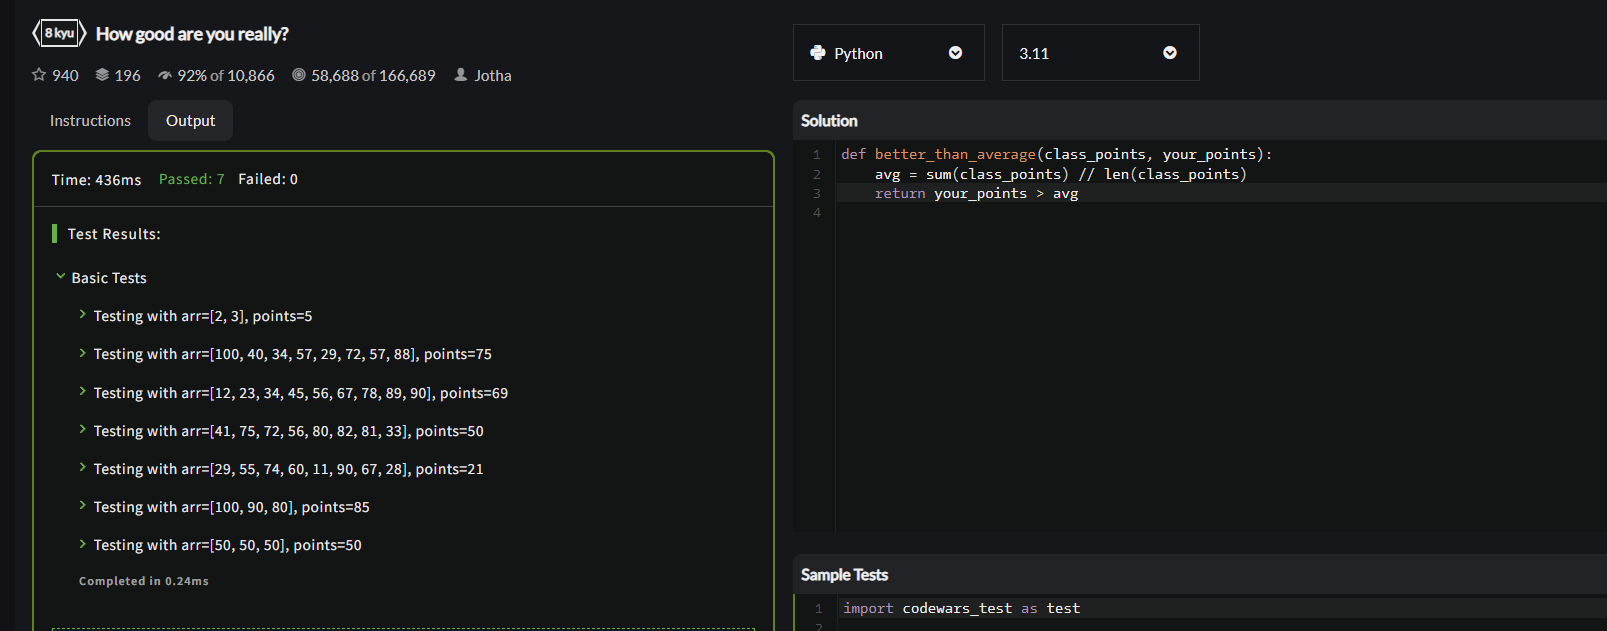 8 kyu How good are you really?
940 196 92% of 10,866 58,688 of 166,689 Jotha
Instructions Output
Time: 436ms Passed: 7 Failed: 0
Test Results:
Basic Tests
Testing with arr=[2, 3], points=5
Testing with arr=[100, 40, 34, 57, 29, 72, 57, 88], points=75
Testing with arr=[12, 23, 34, 45, 56, 67, 78, 89, 90], points=69
Testing with arr=[41, 75, 72, 56, 80, 82, 81, 33], points=50
Testing with arr=[29, 55, 74, 60, 11, 90, 67, 28], points=21
Testing with arr=[100, 90, 80], points=85
Testing with arr=[50, 50, 50], points=50
Completed in 0.24ms
Python 3.11
Solution
1 def better_than_average(class_points, your_points):
2 avg = sum(class_points) // len(class_points)
3 return your_points > avg
4
Sample Tests
1 import codewars_test as test
2